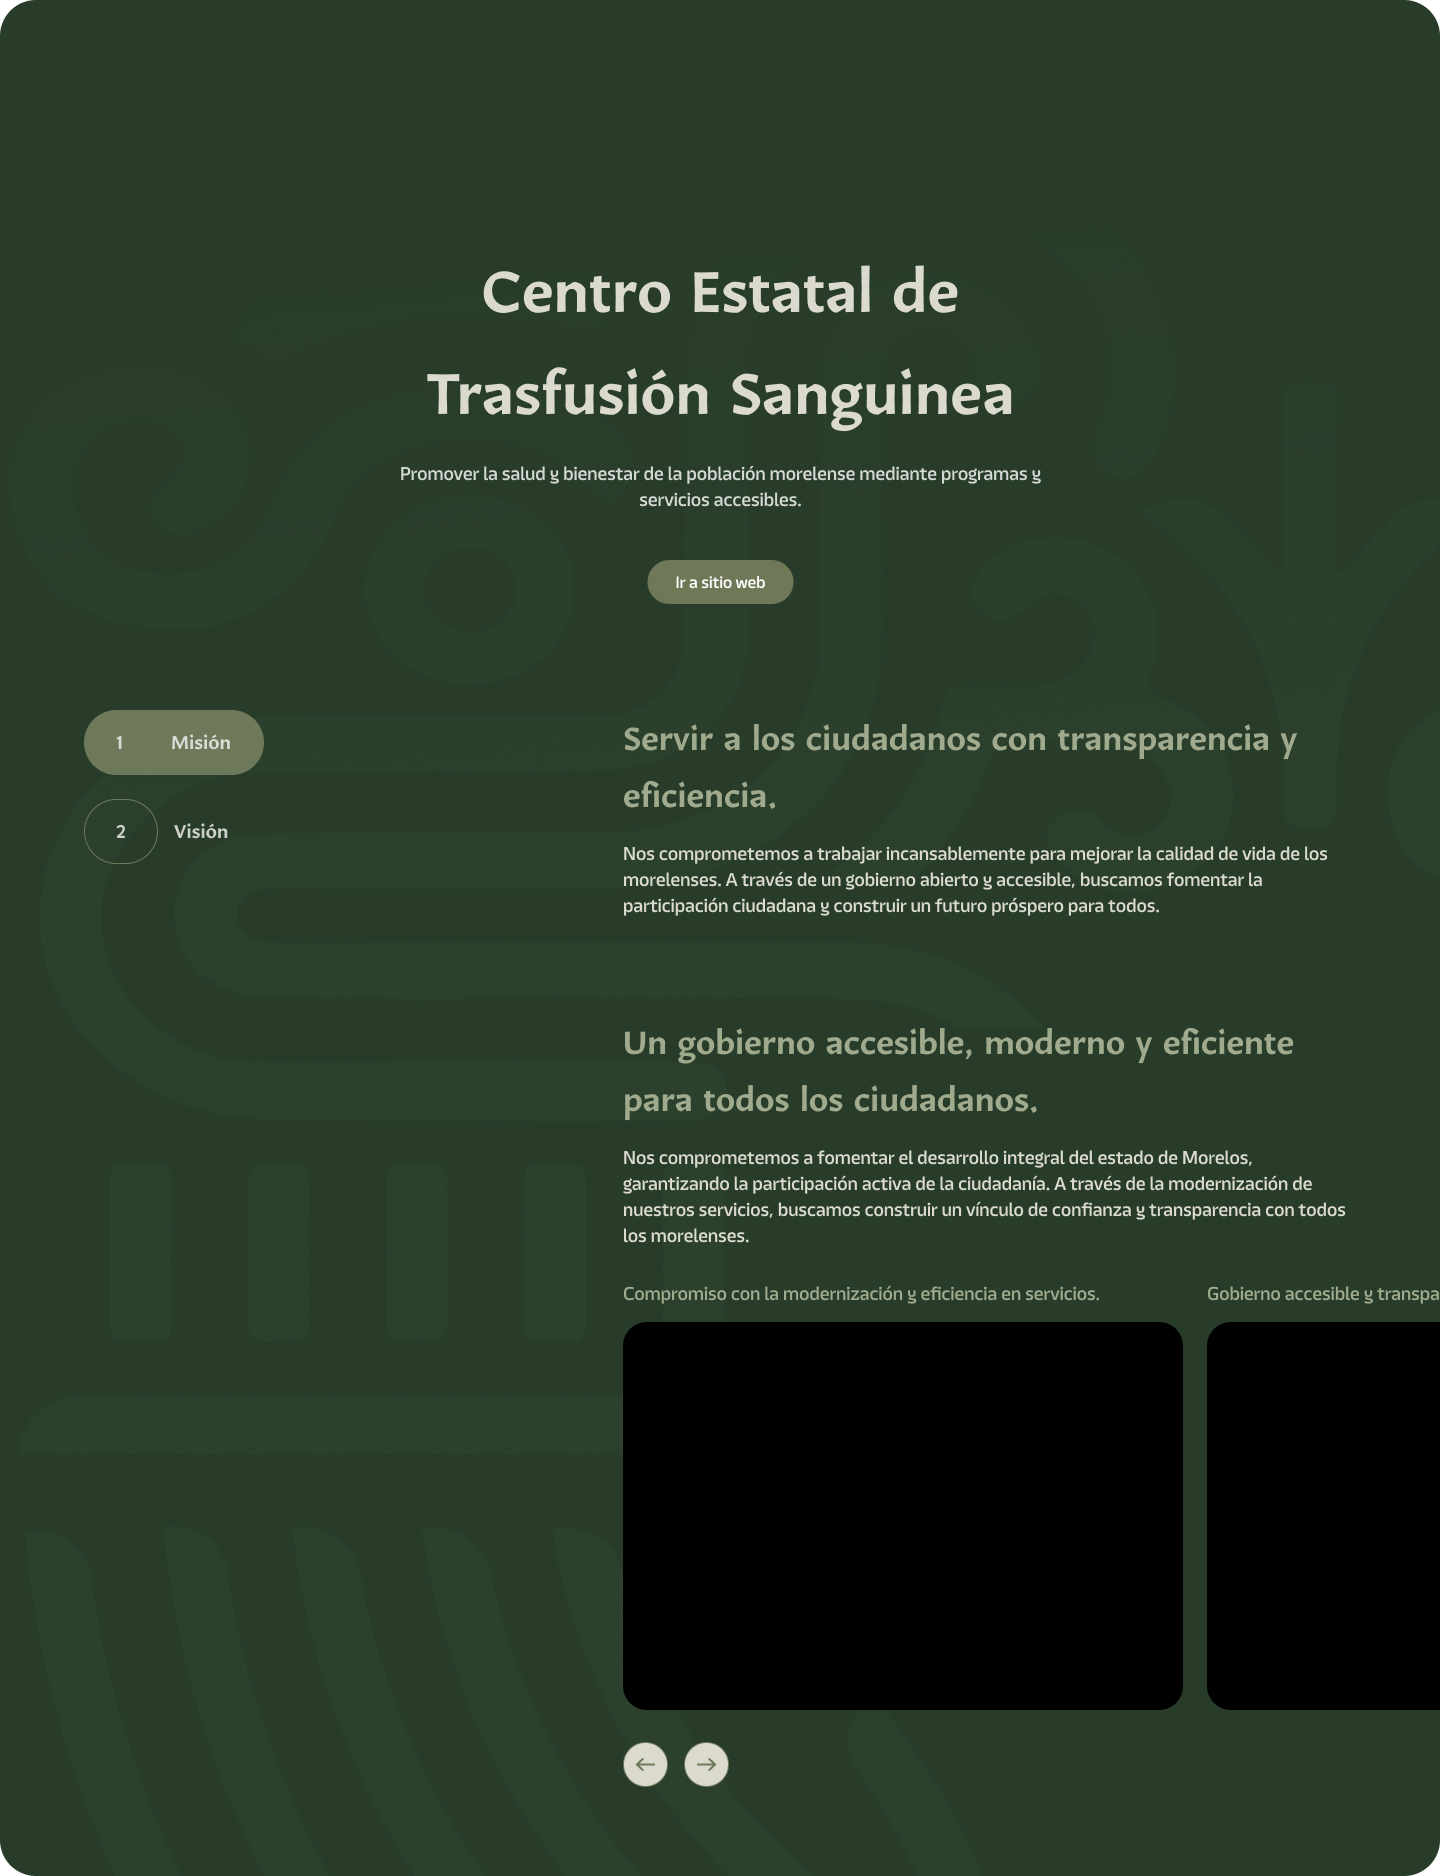 Centro Estatal de
Trasfusión Sanguinea
Promover la salud y bienestar de la población morelense mediante programas y
servicios accesibles.
Ir a sitio web
1 Misión
2 Visión
Servir a los ciudadanos con transparencia y
eficiencia.
Nos comprometemos a trabajar incansablemente para mejorar la calidad de vida de los
morelenses. A través de un gobierno abierto y accesible, buscamos fomentar la
participación ciudadana y construir un futuro próspero para todos.
Un gobierno accesible, moderno y eficiente
para todos los ciudadanos.
Nos comprometemos a fomentar el desarrollo integral del estado de Morelos,
garantizando la participación activa de la ciudadanía. A través de la modernización de
nuestros servicios, buscamos construir un vínculo de confianza y transparencia con todos
los morelenses.
Compromiso con la modernización y eficiencia en servicios.
Gobierno accesible y transpa